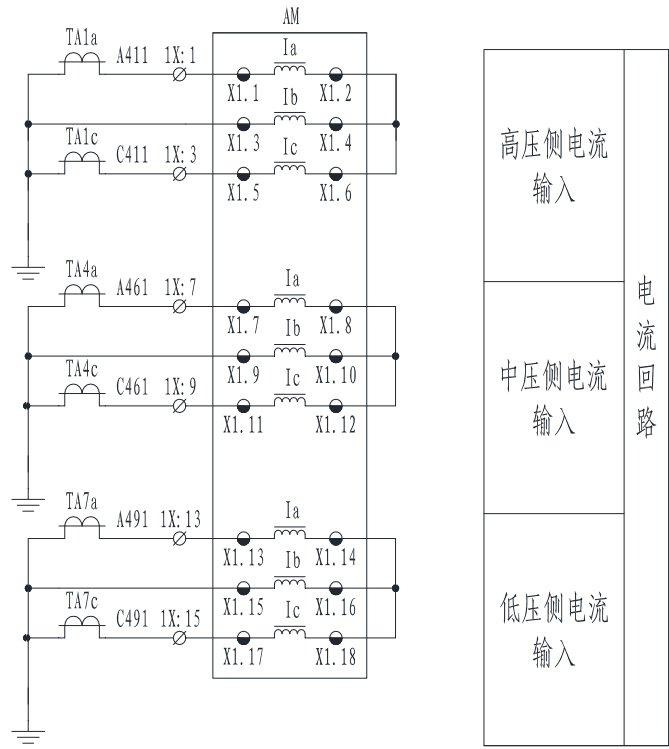 AM
TA1a A411 1X:1 Ia
X1.1 X1.2
Ib
X1.3 X1.4
TA1c C411 1X:3 Ic
X1.5 X1.6
高压侧电流
输入
TA4a A461 1X:7 Ia
X1.7 X1.8
Ib
X1.9 X1.10
TA4c C461 1X:9 Ic
X1.11 X1.12
中压侧电流
输入
TA7a A491 1X:13 Ia
X1.13 X1.14
Ib
X1.15 X1.16
TA7c C491 1X:15 Ic
X1.17 X1.18
低压侧电流
输入
电流回路